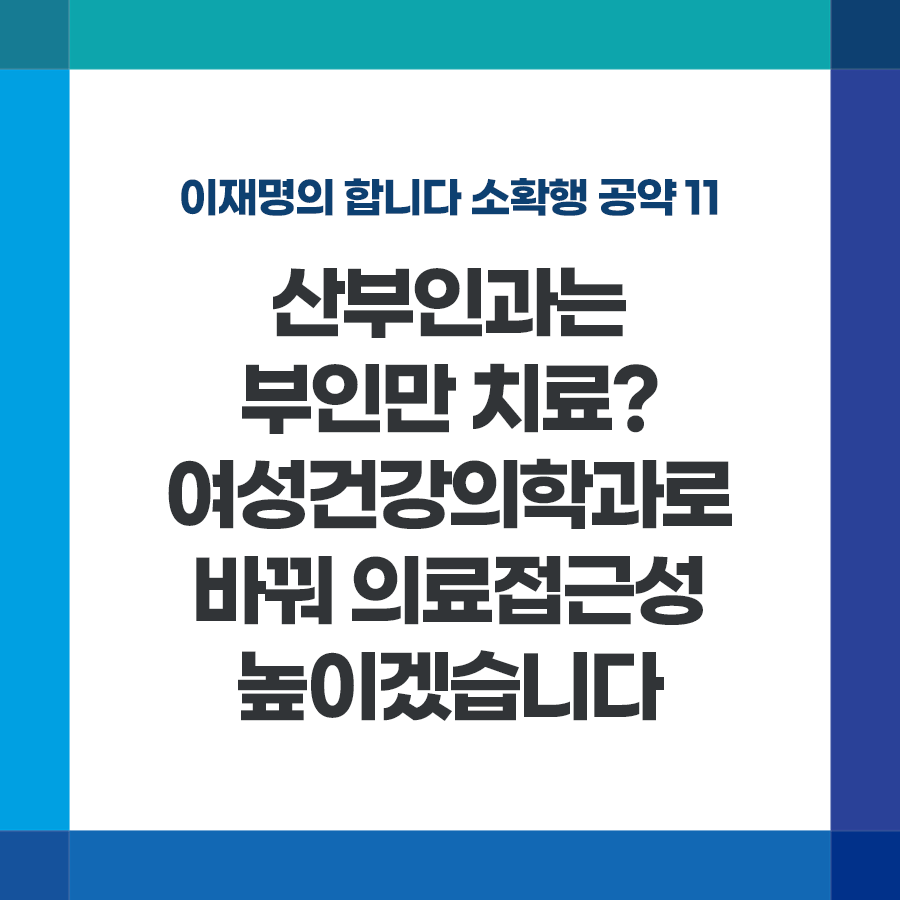 이재명의 합니다 소확행 공약 11
산부인과는
부인만 치료?
여성건강의학과로
바꿔 의료접근성
높이겠습니다